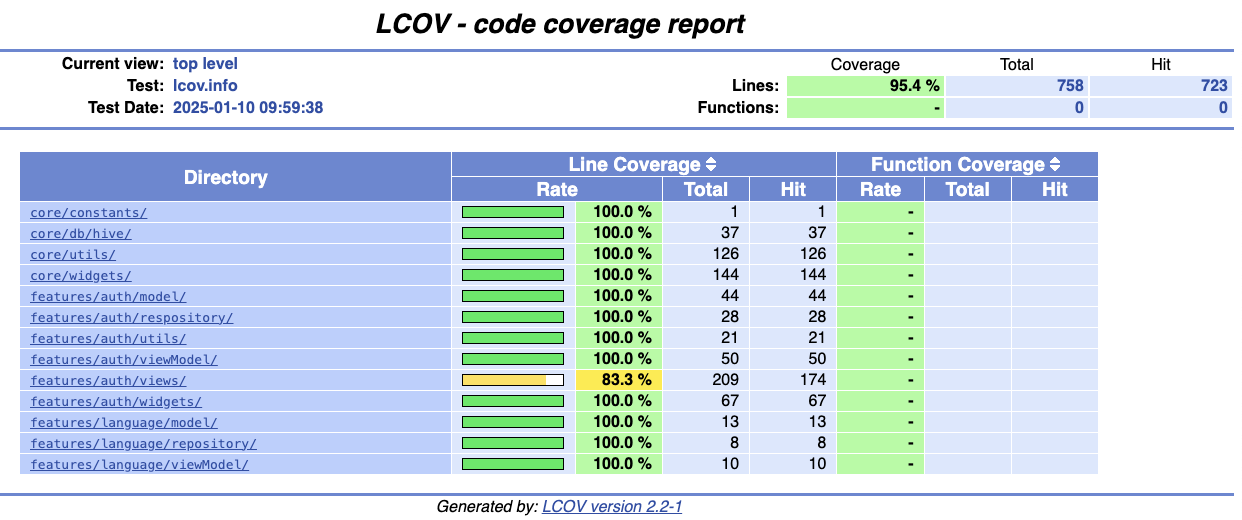 LCOV - code coverage report
Current view: top level
Coverage Total Hit
Test: lcov.info
Lines: 95.4 % 758 723
Test Date: 2025-01-10 09:59:38
Functions: - 0 0
Directory Line Coverage Function Coverage
Rate Total Hit Rate Total Hit
core/constants/ 100.0 % 1 1 -
core/db/hive/ 100.0 % 37 37 -
core/utils/ 100.0 % 126 126 -
core/widgets/ 100.0 % 144 144 -
features/auth/model/ 100.0 % 44 44 -
features/auth/respository/ 100.0 % 28 28 -
features/auth/utils/ 100.0 % 21 21 -
features/auth/viewModel/ 100.0 % 50 50 -
features/auth/views/ 83.3 % 209 174 -
features/auth/widgets/ 100.0 % 67 67 -
features/language/model/ 100.0 % 13 13 -
features/language/repository/ 100.0 % 8 8 -
features/language/viewModel/ 100.0 % 10 10 -
Generated by: LCOV version 2.2-1